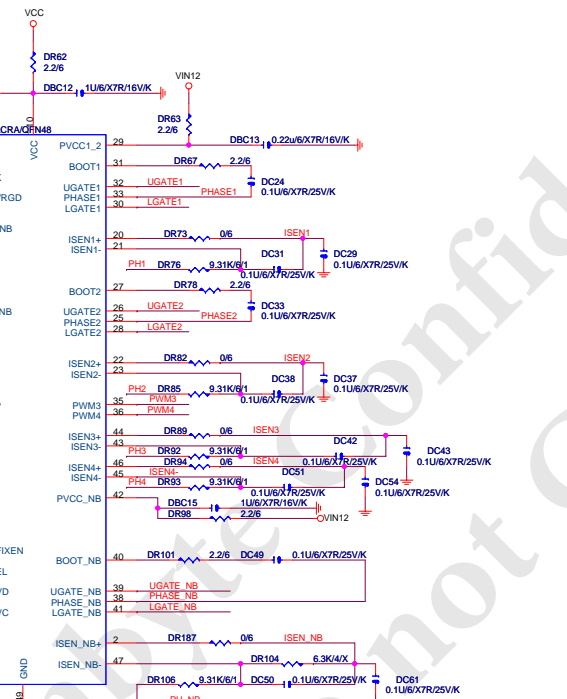 VCC
DR62
2.2/6
VIN12
DBC12 1U/6/X7R/16V/K
DR63
2.2/6
CRA/QFN48
10
VCC
PVCC1_2 29 DBC13 0.22u/6/X7R/16V/K
BOOT1 31 DR67 2.2/6
UGATE1 32 UGATE1 DC24
PHASE1 33 PHASE1 0.1U/6/X7R/25V/K
/RGD
LGATE1 30 LGATE1
NB
ISEN1+ 20 DR73 0/6 ISEN1
ISEN1- 21
DC31 DC29
PH1 DR76 9.31K/6/1 0.1U/6/X7R/25V/K 0.1U/6/X7R/25V/K
BOOT2 27 DR78 2.2/6
NB
UGATE2 26 UGATE2 DC33
PHASE2 25 PHASE2 0.1U/6/X7R/25V/K
LGATE2 28 LGATE2
ISEN2+ 22 DR82 0/6 ISEN2
ISEN2- 23
DC38 DC37
PH2 DR85 9.31K/6/1 0.1U/6/X7R/25V/K 0.1U/6/X7R/25V/K
PWM3 35 PWM3
PWM4 36 PWM4
ISEN3+ 44 DR89 0/6 ISEN3
ISEN3- 43 DC42 DC43
PH3 DR92 9.31K/6/1 0.1U/6/X7R/25V/K 0.1U/6/X7R/25V/K
ISEN4+ 46 DR94 0/6 ISEN4
ISEN4- 45 ISEN4- DC51
PH4 DR93 9.31K/6/1 0.1U/6/X7R/25V/K DC54
0.1U/6/X7R/25V/K
PVCC_NB 42 DBC15 1U/6/X7R/16V/K
DR98 2.2/6 VIN12
FIXEN
BOOT_NB 40 DR101 2.2/6 DC49 0.1U/6/X7R/25V/K
EL
UGATE_NB 39 UGATE_NB
/D
PHASE_NB 38 PHASE_NB
LGATE_NB 41 LGATE_NB
/C
ISEN_NB+ 2 DR187 0/6 ISEN_NB
ISEN_NB- 47 DR104 6.3K/4/X
GND
DR106 9.31K/6/1 DC50 0.1U/6/X7R/25V/K DC61
0.1U/6/X7R/25V/K